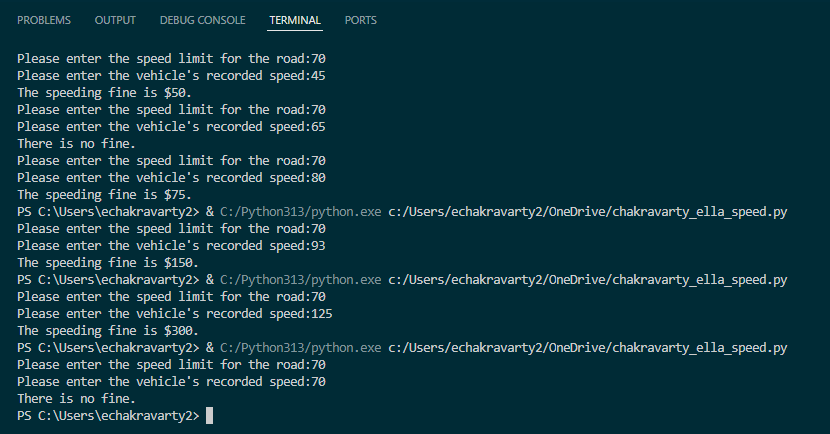 PROBLEMS OUTPUT DEBUG CONSOLE TERMINAL PORTS
Please enter the speed limit for the road:70
Please enter the vehicle's recorded speed:45
The speeding fine is $50.
Please enter the speed limit for the road:70
Please enter the vehicle's recorded speed:65
There is no fine.
Please enter the speed limit for the road:70
Please enter the vehicle's recorded speed:80
The speeding fine is $75.
PS C:\Users\echakravarty2> & C:/Python313/python.exe c:/Users/echakravarty2/OneDrive/chakravarty_ella_speed.py
Please enter the speed limit for the road:70
Please enter the vehicle's recorded speed:93
The speeding fine is $150.
PS C:\Users\echakravarty2> & C:/Python313/python.exe c:/Users/echakravarty2/OneDrive/chakravarty_ella_speed.py
Please enter the speed limit for the road:70
Please enter the vehicle's recorded speed:125
The speeding fine is $300.
PS C:\Users\echakravarty2> & C:/Python313/python.exe c:/Users/echakravarty2/OneDrive/chakravarty_ella_speed.py
Please enter the speed limit for the road:70
Please enter the vehicle's recorded speed:70
There is no fine.
PS C:\Users\echakravarty2>